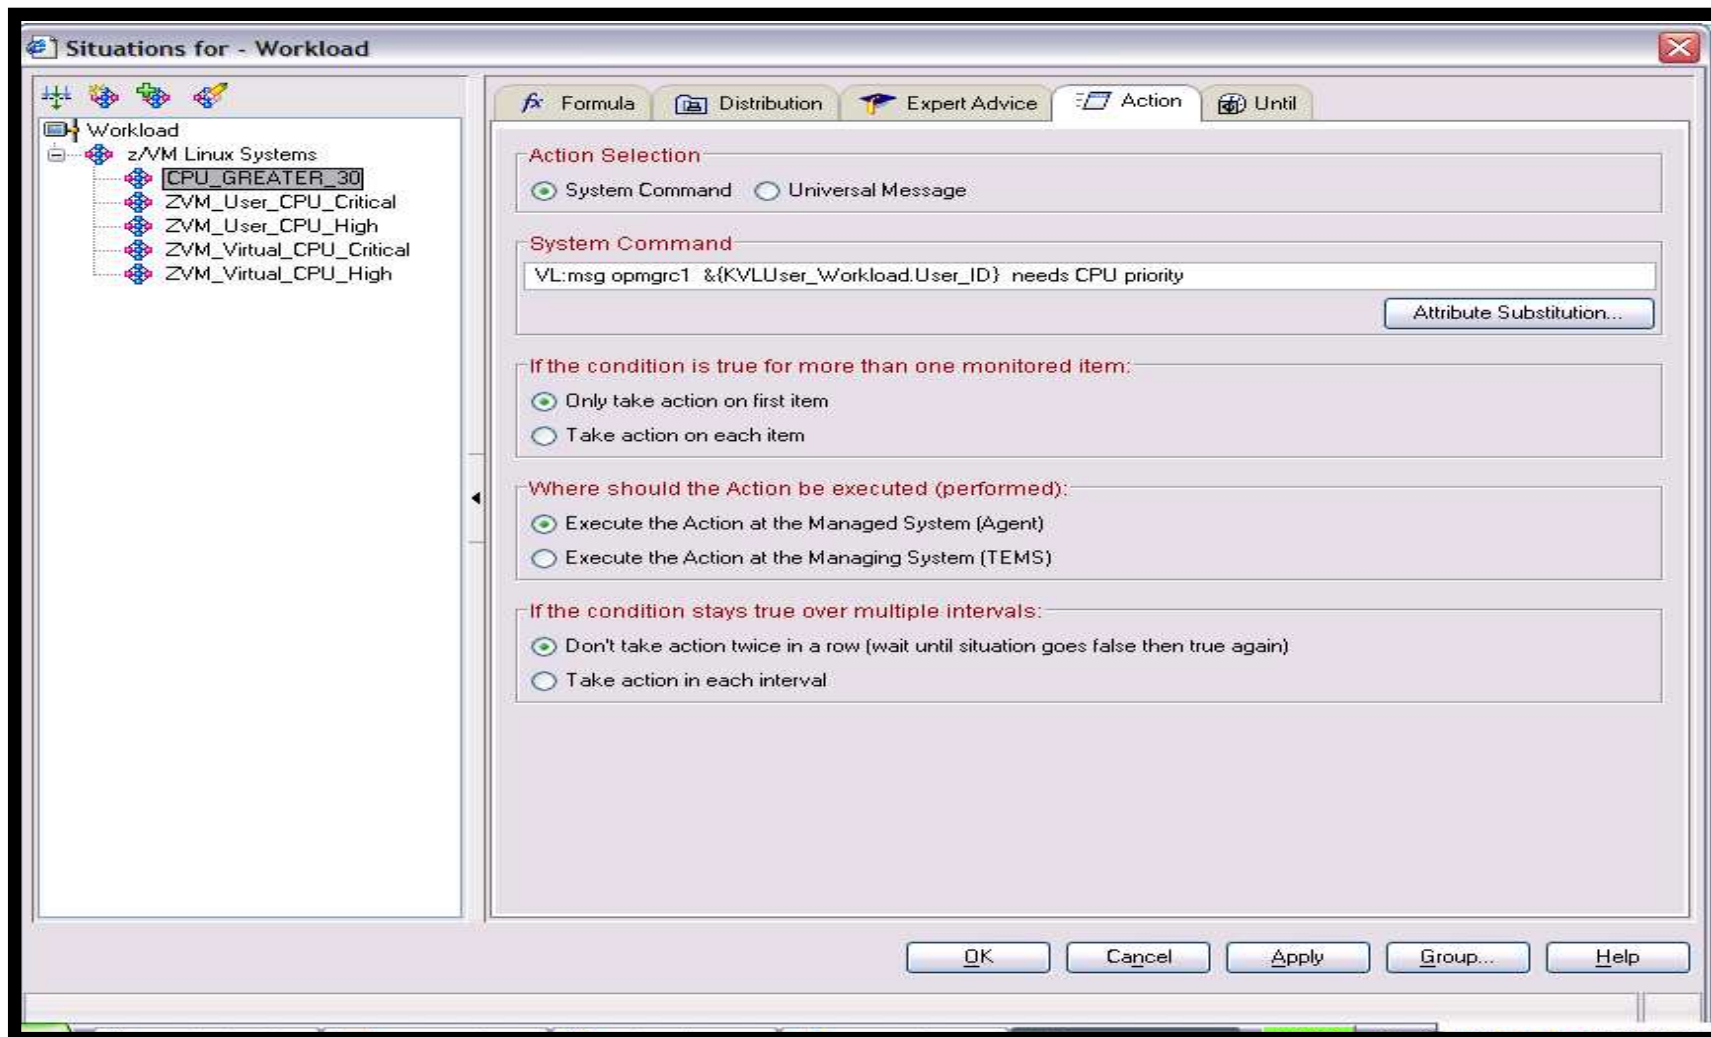 Situations for - Workload
Workload
z/VM Linux Systems
CPU_GREATER_30
ZVM_User_CPU_Critical
ZVM_User_CPU_High
ZVM_Virtual_CPU_Critical
ZVM_Virtual_CPU_High
Formula Distribution Expert Advice Action Until
Action Selection
System Command Universal Message
System Command
VL:msg opmgrc1 &{KVLUser_Workload.User_ID} needs CPU priority
Attribute Substitution...
If the condition is true for more than one monitored item:
Only take action on first item
Take action on each item
Where should the Action be executed (performed):
Execute the Action at the Managed System (Agent)
Execute the Action at the Managing System (TEMS)
If the condition stays true over multiple intervals:
Don't take action twice in a row (wait until situation goes false then true again)
Take action in each interval
OK Cancel Apply Group... Help